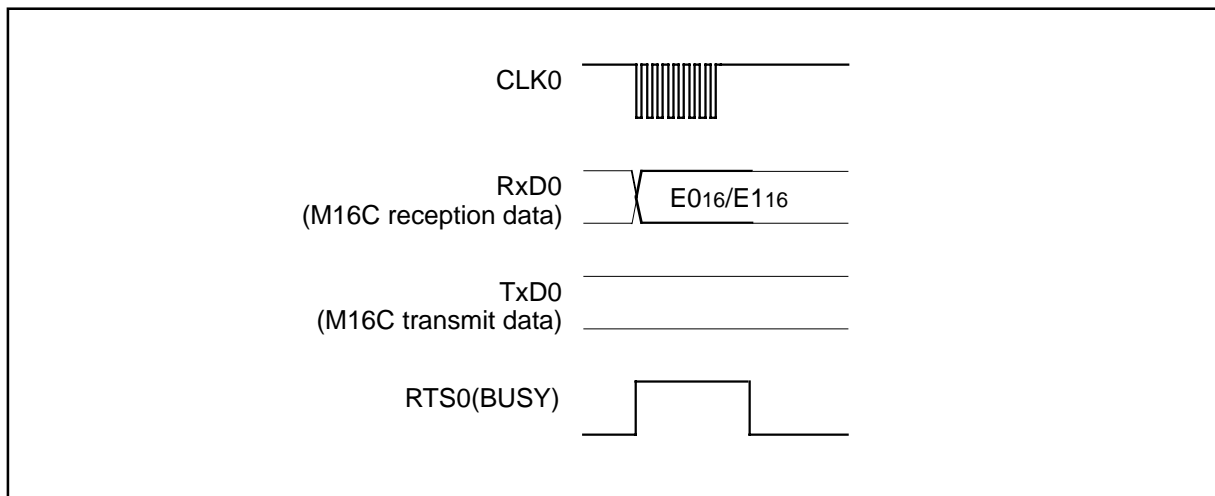 CLK0
RxD0
(M16C reception data)
E016/E116
TxD0
(M16C transmit data)
RTS0(BUSY)